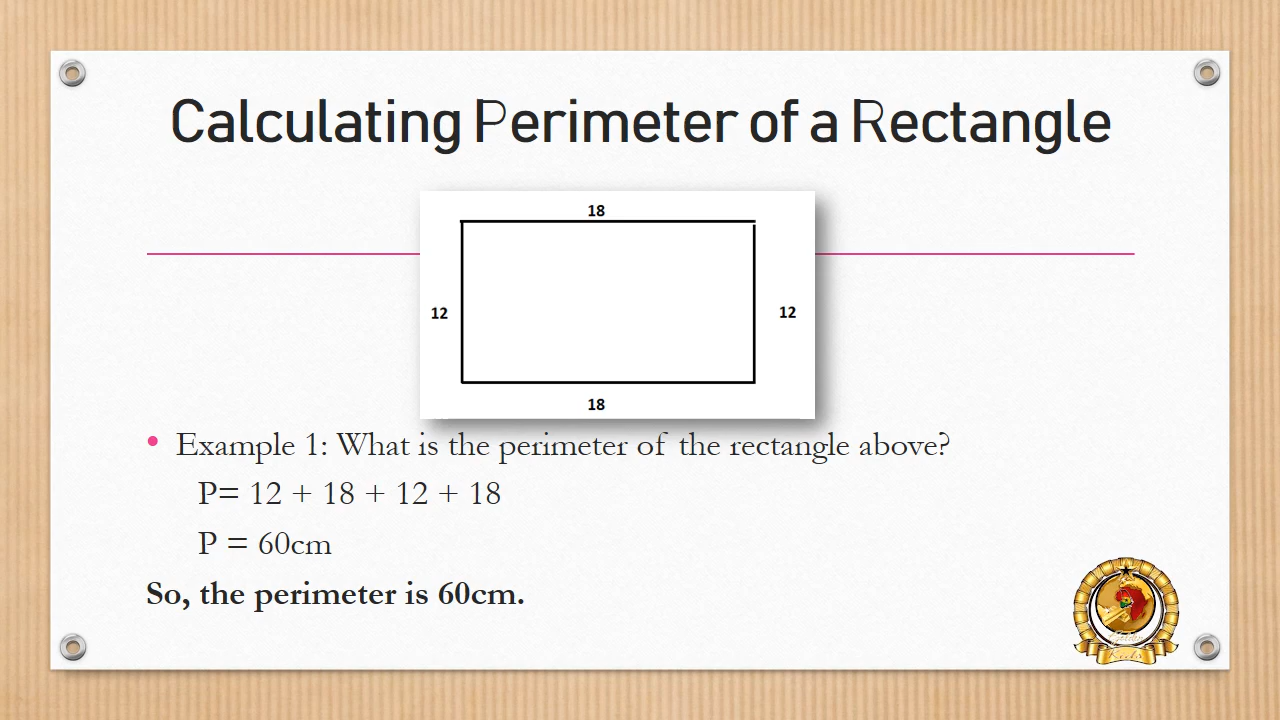 Calculating Perimeter of a Rectangle
18
12
12
18
• Example 1: What is the perimeter of the rectangle above?
P= 12 + 18 + 12 + 18
P = 60cm
So, the perimeter is 60cm.